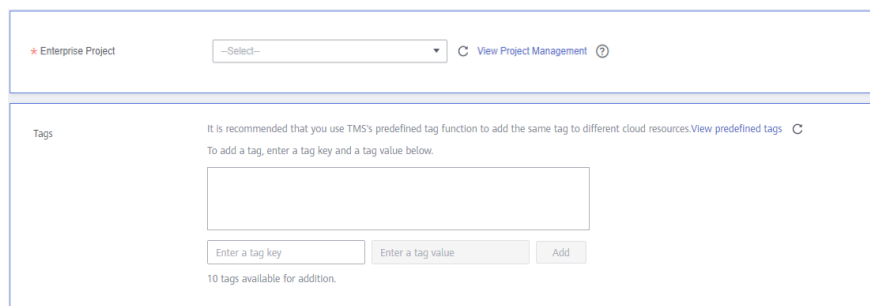 * Enterprise Project --Select-- View Project Management ?
Tags It is recommended that you use TMS's predefined tag function to add the same tag to different cloud resources.View predefined tags
To add a tag, enter a tag key and a tag value below.
Enter a tag key Enter a tag value Add
10 tags available for addition.